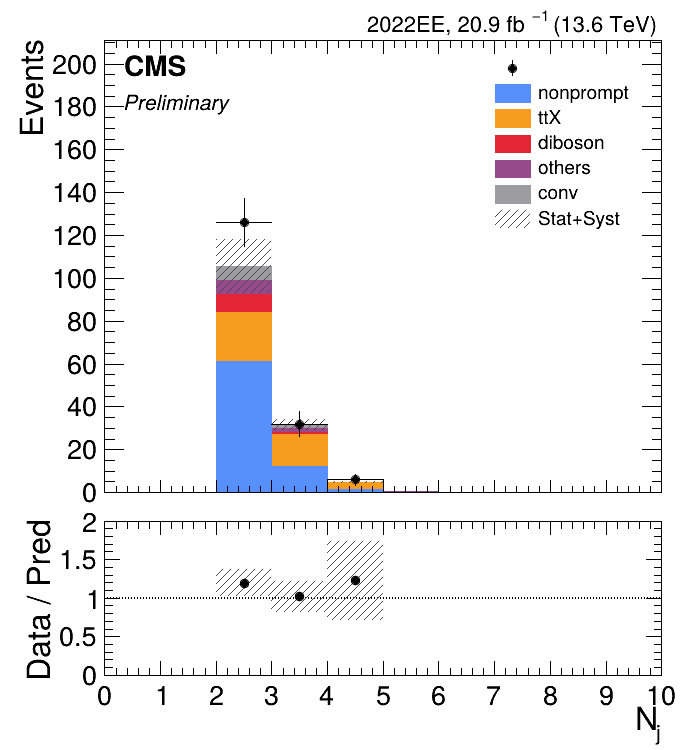 2022EE, 20.9 fb⁻¹ (13.6 TeV)
Events
200
180
160
140
120
100
80
60
40
20
0
CMS
Preliminary
nonprompt
ttX
diboson
others
conv
Stat+Syst
Data / Pred
2
1.5
1
0.5
0
0 1 2 3 4 5 6 7 8 9 10
Nⱼ